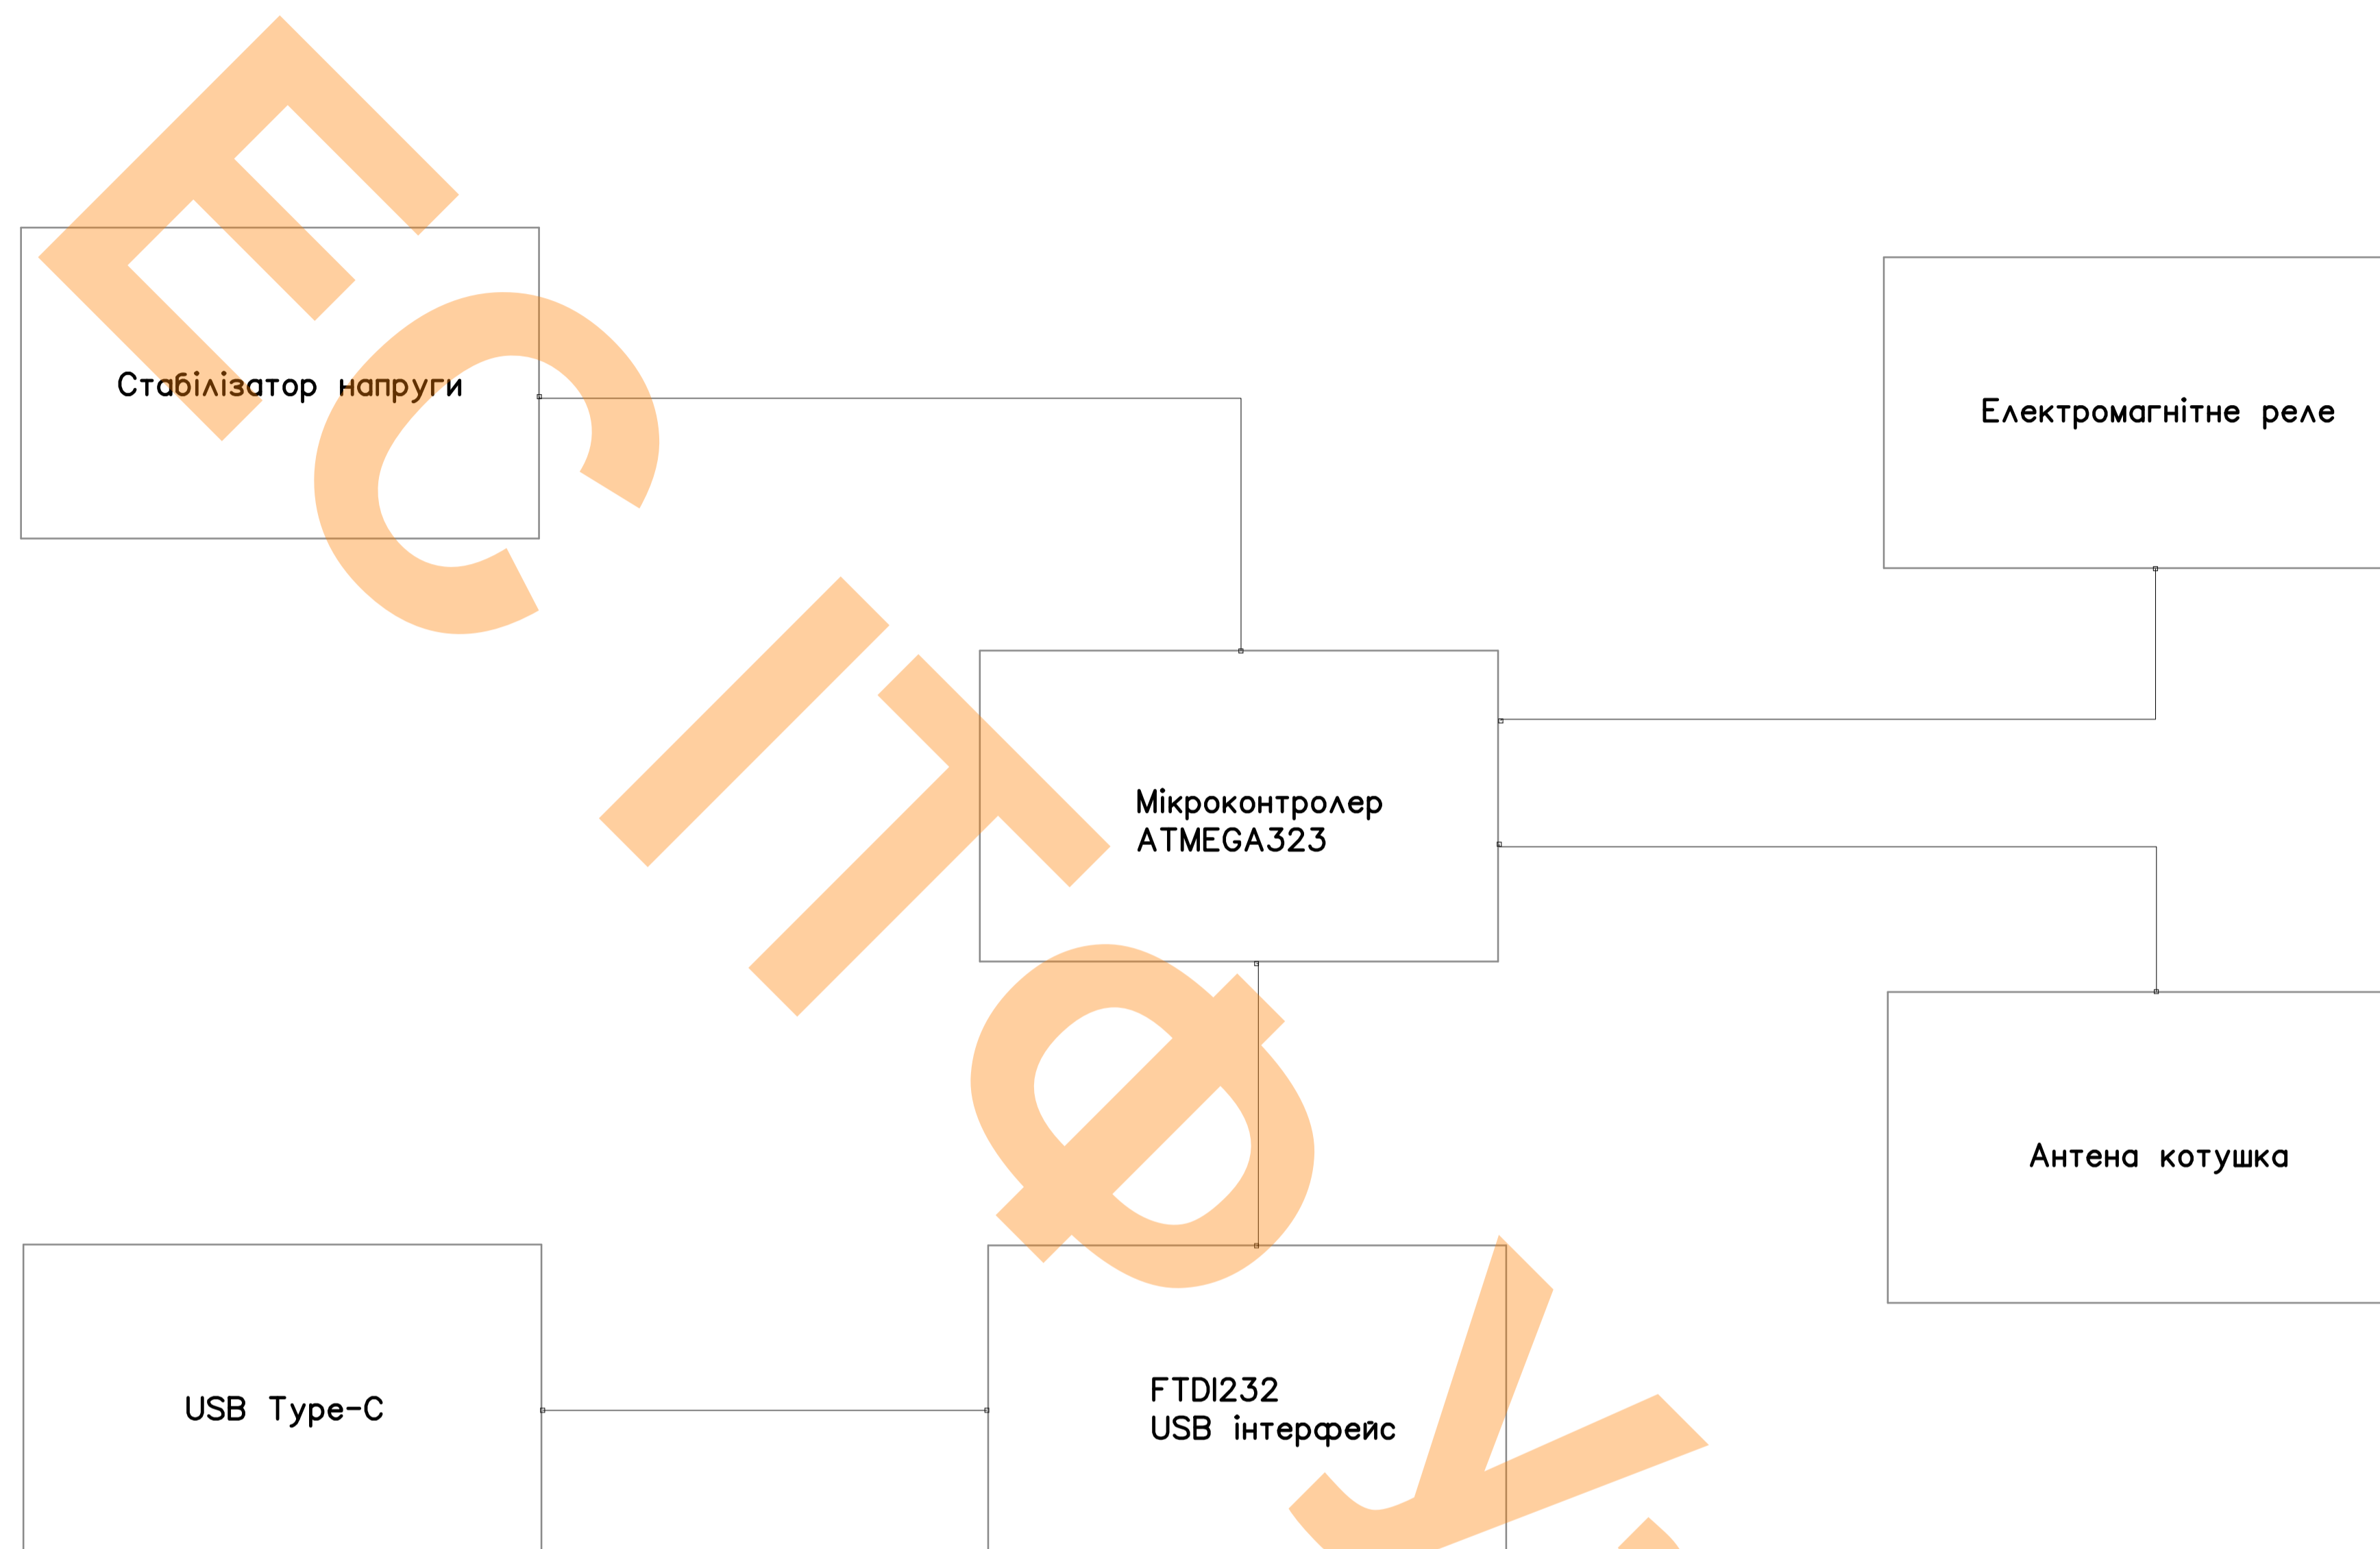 Стабілізатор напруги
Електромагнітне реле
Мікроконтролер
ATMEGA323
Антена котушка
USB Type-C
FTDI232
USB інтерфейс
ЕСІТФУ